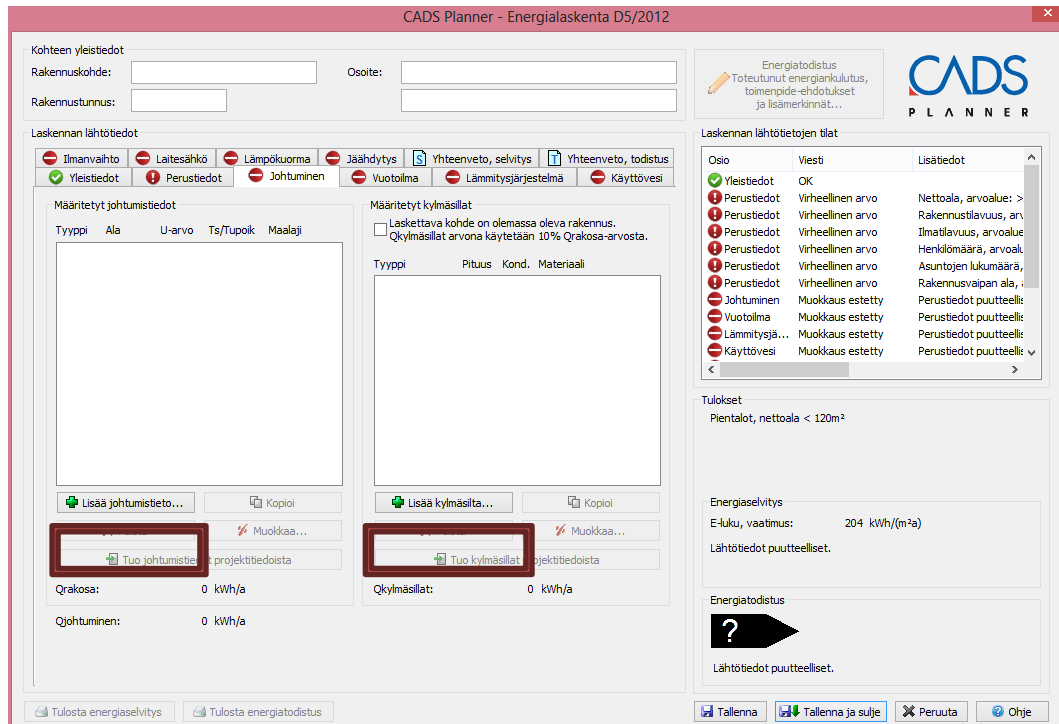 CADS Planner - Energialaskenta D5/2012
Kohteen yleistiedot
Rakennuskohde:
Osoite:
Rakennustunnus:
Energiatodistus
Toteutunut energiankulutus,
toimenpide-ehdotukset
ja lisämerkinnät...
CADS
PLANNER
Laskennan lähtötiedot
Ilmanvaihto Laitesähkö Lämpökuorma Jäähdytys Yhteenveto, selvitys Yhteenveto, todistus
Yleistiedot Perustiedot Johtuminen Vuotoilma Lämmitysjärjestelmä Käyttövesi
Määritetyt johtumistiedot
Tyyppi Ala U-arvo Ts/Tupoik Maalaji
Lisää johtumistieto... Kopioi
Muokkaa...
Tuo johtumistiedot projektitiedoista
Qrakosa: 0 kWh/a
Qjohtuminen: 0 kWh/a
Määritetyt kylmäsillat
Laskettava kohde on olemassa oleva rakennus.
Qkylmäsillat arvona käytetään 10% Qrakosa-arvosta.
Tyyppi Pituus Kond. Materiaali
Lisää kylmäsilta... Kopioi
Muokkaa...
Tuo kylmäsillat projektitiedoista
Qkylmäsillat: 0 kWh/a
Laskennan lähtötietojen tilat
Osio Viesti Lisätiedot
Yleistiedot OK
Perustiedot Virheellinen arvo Nettoala, arvoalue: >
Perustiedot Virheellinen arvo Rakennustilavuus, arv
Perustiedot Virheellinen arvo Ilmatilavuus, arvoalue
Perustiedot Virheellinen arvo Henkilömäärä, arvoalu
Perustiedot Virheellinen arvo Asuntojen lukumäärä,
Perustiedot Virheellinen arvo Rakennusvaipan ala,
Johtuminen Muokkaus estetty Perustiedot puutteellis
Vuotoilma Muokkaus estetty Perustiedot puutteellis
Lämmitysjä... Muokkaus estetty Perustiedot puutteellis
Käyttövesi Muokkaus estetty Perustiedot puutteellis
Tulokset
Pientalot, nettoala < 120m²
Energiaselvitys
E-luku, vaatimus: 204 kWh/(m²a)
Lähtötiedot puutteelliset.
Energiatodistus
?
Lähtötiedot puutteelliset.
Tulosta energiaselvitys Tulosta energiatodistus Tallenna Tallenna ja sulje Peruuta Ohje